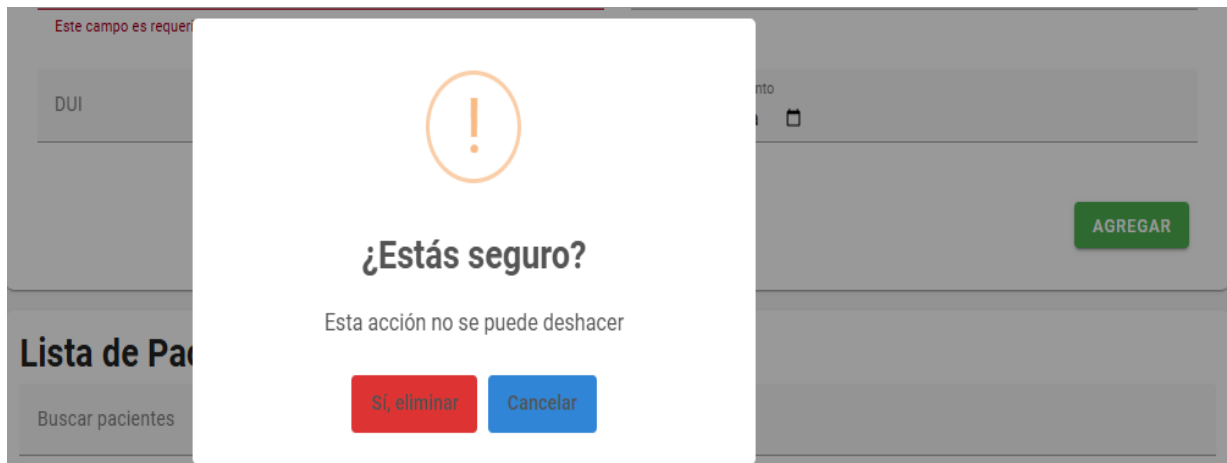 Este campo es requeri
DUI
nto
¿Estás seguro?
AGREGAR
Esta acción no se puede deshacer
Lista de Pa
Sí, eliminar
Cancelar
Buscar pacientes